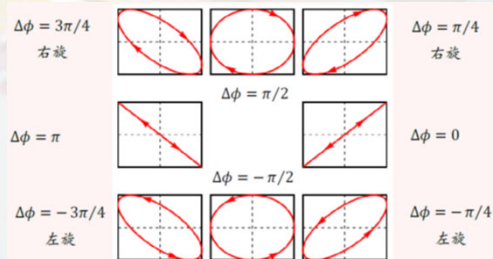 Δϕ = 3π/4
右旋
Δϕ = π/4
右旋
Δϕ = π/2
Δϕ = π
Δϕ = 0
Δϕ = −π/2
Δϕ = −3π/4
左旋
Δϕ = −π/4
左旋